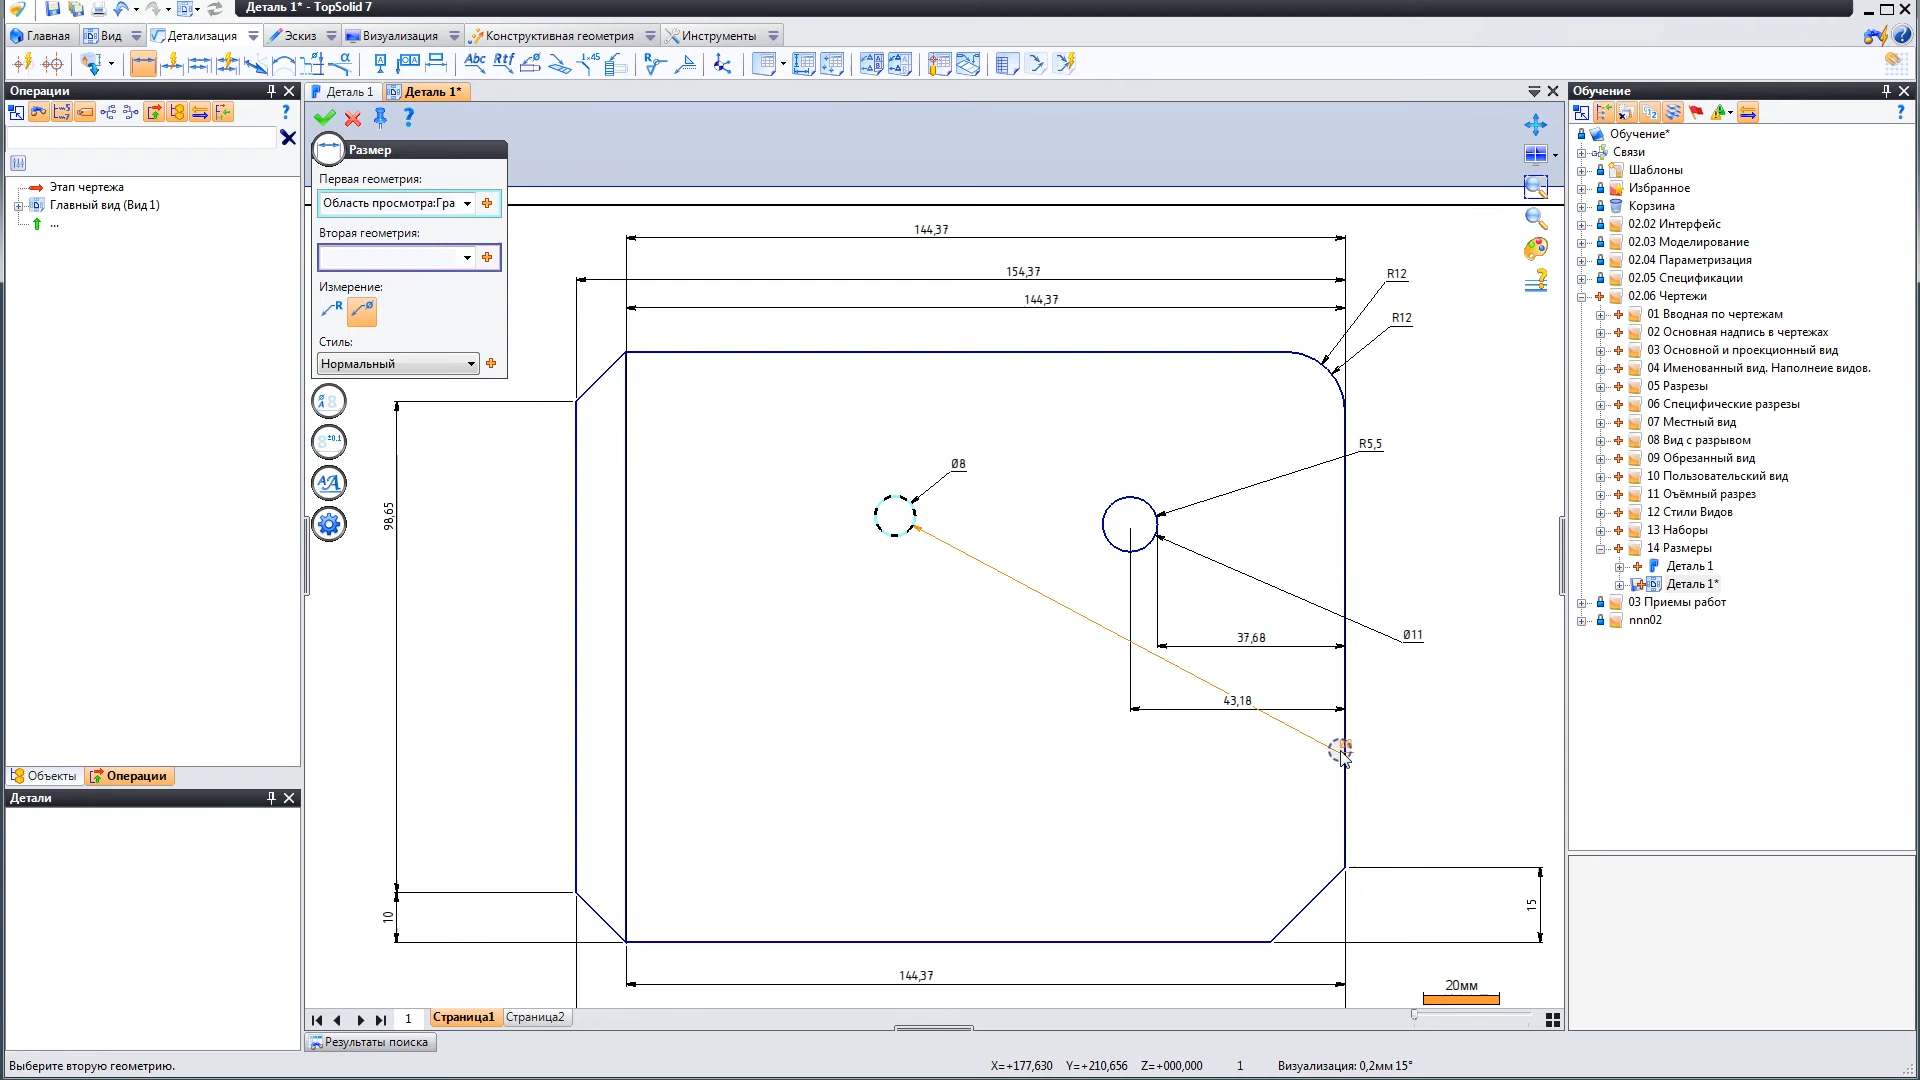 Деталь 1* - TopSolid 7
Главная
Вид
Детализация
Эскиз
Визуализация
Конструктивная геометрия
Инструменты
Abc
Rtf
Операции
Деталь 1
Деталь 1*
Обучение
Размер
Первая геометрия:
Область просмотра:Гра
Вторая геометрия:
Измерение:
R
Стиль:
Нормальный
Этап чертежа
Главный вид (Вид 1)
...
144,37
154,37
144,37
R12
R12
R5,5
Ø8
Ø11
98,65
37,68
43,18
10
15
144,37
20мм
Обучение*
Связи
Шаблоны
Избранное
Корзина
02.02 Интерфейс
02.03 Моделирование
02.04 Параметризация
02.05 Спецификации
02.06 Чертежи
01 Вводная по чертежам
02 Основная надпись в чертежах
03 Основной и проекционный вид
04 Именованный вид. Наполнеие видов.
05 Разрезы
06 Специфические разрезы
07 Местный вид
08 Вид с разрывом
09 Обрезанный вид
10 Пользовательский вид
11 Оъёмный разрез
12 Стили Видов
13 Наборы
14 Размеры
Деталь 1
Деталь 1*
03 Приемы работ
nnn02
Объекты
Операции
Детали
1
Страница1
Страница2
Результаты поиска
Выберите вторую геометрию.
X=+177,630 Y=+210,656 Z=+000,000 1 Визуализация: 0,2мм 15°